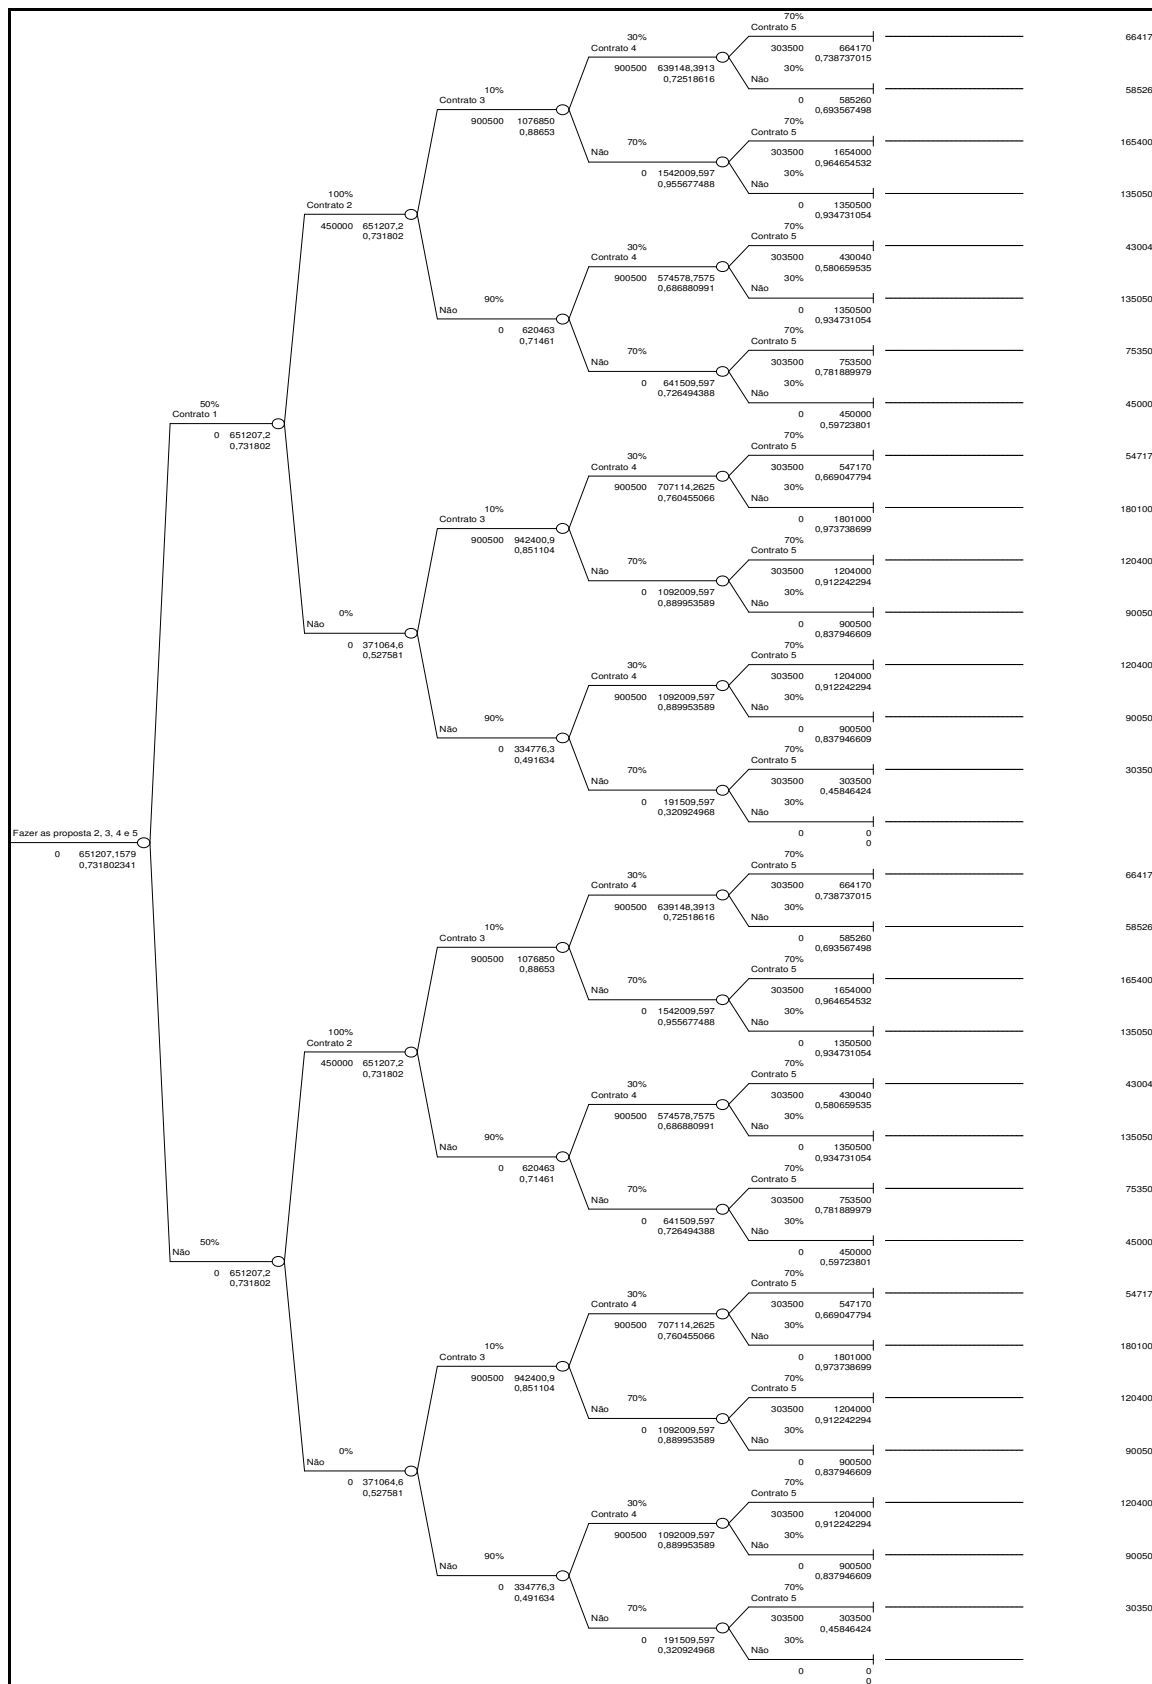 70%
Contrato 5
30% 66417
Contrato 4 303500 664170
0,738737015
900500 639148,3913 30%
0,72518616 Não
10% 58526
Contrato 3 0 585260
0,693567498
900500 1076850 70%
0,88653 Contrato 5
70% 165400
Não 303500 1654000
0,964654532
0 1542009,597 30%
0,955677488 Não
100% 135050
Contrato 2 0 1350500
0,934731054
450000 651207,2 70%
0,731802 Contrato 5
30% 43004
Contrato 4 303500 430040
0,580659535
900500 574578,7575 30%
0,686880991 Não
90% 135050
Não 0 1350500
0,934731054
0 620463 70%
0,71461 Contrato 5
70% 75350
Não 303500 753500
0,781889979
0 641509,597 30%
0,726494388 Não
50% 45000
Contrato 1 0 450000
0,59723801
0 651207,2 70%
0,731802 Contrato 5
30% 54717
Contrato 4 303500 547170
0,669047794
900500 707114,2625 30%
0,760455066 Não
10% 180100
Contrato 3 0 1801000
0,973738699
900500 942400,9 70%
0,851104 Contrato 5
70% 120400
Não 303500 1204000
0,912242294
0 1092009,597 30%
0,889953589 Não
0% 90050
Não 0 900500
0,837946609
0 371064,6 70%
0,527581 Contrato 5
30% 120400
Contrato 4 303500 1204000
0,912242294
900500 1092009,597 30%
0,889953589 Não
90% 90050
Não 0 900500
0,837946609
0 334776,3 70%
0,491634 Contrato 5
70% 30350
Não 303500 303500
0,45846424
0 191509,597 30%
0,320924968 Não
Fazer as proposta 2, 3, 4 e 5 0 0
0
0 651207,1579 70%
0,731802341 Contrato 5
30% 66417
Contrato 4 303500 664170
0,738737015
900500 639148,3913 30%
0,72518616 Não
10% 58526
Contrato 3 0 585260
0,693567498
900500 1076850 70%
0,88653 Contrato 5
70% 165400
Não 303500 1654000
0,964654532
0 1542009,597 30%
0,955677488 Não
100% 135050
Contrato 2 0 1350500
0,934731054
450000 651207,2 70%
0,731802 Contrato 5
30% 43004
Contrato 4 303500 430040
0,580659535
900500 574578,7575 30%
0,686880991 Não
90% 135050
Não 0 1350500
0,934731054
0 620463 70%
0,71461 Contrato 5
70% 75350
Não 303500 753500
0,781889979
0 641509,597 30%
0,726494388 Não
50% 45000
Não 0 450000
0,59723801
0 651207,2 70%
0,731802 Contrato 5
30% 54717
Contrato 4 303500 547170
0,669047794
900500 707114,2625 30%
0,760455066 Não
10% 180100
Contrato 3 0 1801000
0,973738699
900500 942400,9 70%
0,851104 Contrato 5
70% 120400
Não 303500 1204000
0,912242294
0 1092009,597 30%
0,889953589 Não
0% 90050
Não 0 900500
0,837946609
0 371064,6 70%
0,527581 Contrato 5
30% 120400
Contrato 4 303500 1204000
0,912242294
900500 1092009,597 30%
0,889953589 Não
90% 90050
Não 0 900500
0,837946609
0 334776,3 70%
0,491634 Contrato 5
70% 30350
Não 303500 303500
0,45846424
0 191509,597 30%
0,320924968 Não
0 0
0